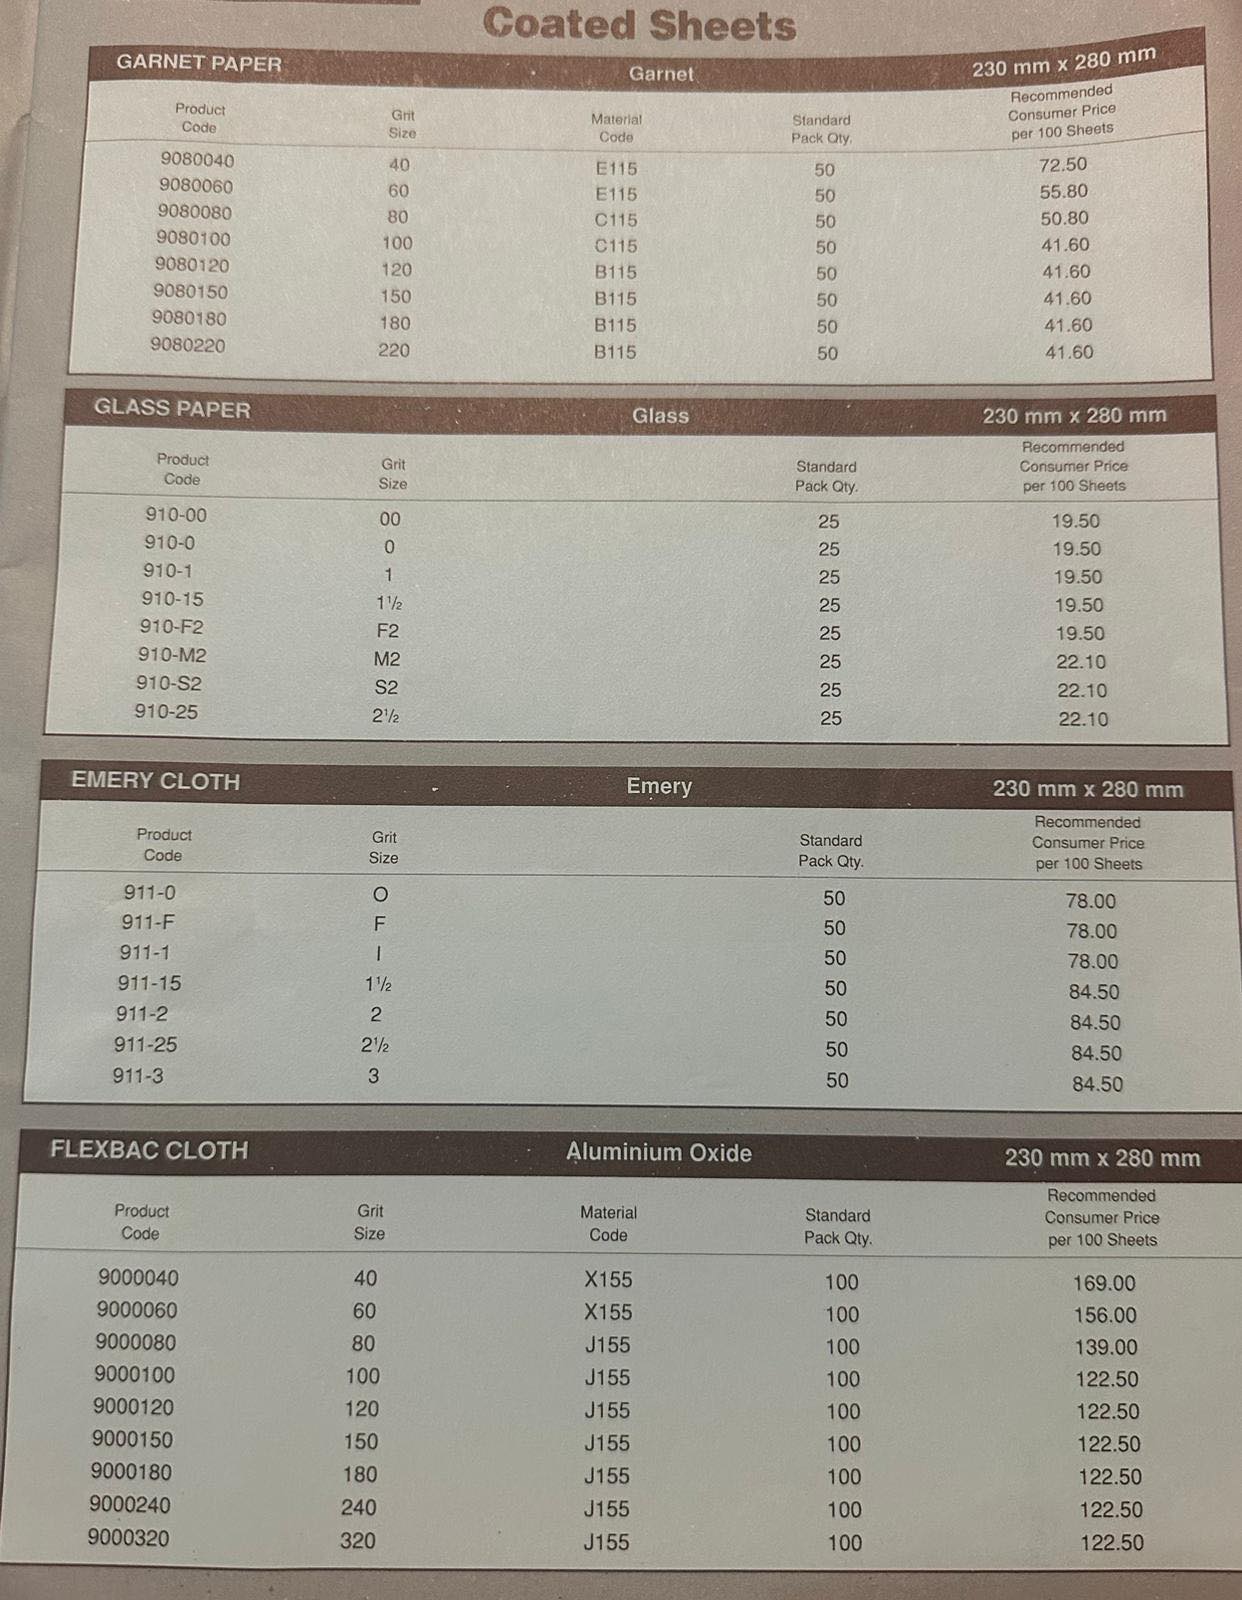 Coated Sheets
GARNET PAPER Garnet 230 mm x 280 mm
Product Code Grit Size Material Code Standard Pack Qty. Recommended Consumer Price per 100 Sheets
9080040 40 E115 50 72.50
9080060 60 E115 50 55.80
9080080 80 C115 50 50.80
9080100 100 C115 50 41.60
9080120 120 B115 50 41.60
9080150 150 B115 50 41.60
9080180 180 B115 50 41.60
9080220 220 B115 50 41.60
GLASS PAPER Glass 230 mm x 280 mm
Product Code Grit Size Standard Pack Qty. Recommended Consumer Price per 100 Sheets
910-00 00 25 19.50
910-0 0 25 19.50
910-1 1 25 19.50
910-15 1½ 25 19.50
910-F2 F2 25 19.50
910-M2 M2 25 22.10
910-S2 S2 25 22.10
910-25 2½ 25 22.10
EMERY CLOTH Emery 230 mm x 280 mm
Product Code Grit Size Standard Pack Qty. Recommended Consumer Price per 100 Sheets
911-0 O 50 78.00
911-F F 50 78.00
911-1 I 50 78.00
911-15 1½ 50 84.50
911-2 2 50 84.50
911-25 2½ 50 84.50
911-3 3 50 84.50
FLEXBAC CLOTH Aluminium Oxide 230 mm x 280 mm
Product Code Grit Size Material Code Standard Pack Qty. Recommended Consumer Price per 100 Sheets
9000040 40 X155 100 169.00
9000060 60 X155 100 156.00
9000080 80 J155 100 139.00
9000100 100 J155 100 122.50
9000120 120 J155 100 122.50
9000150 150 J155 100 122.50
9000180 180 J155 100 122.50
9000240 240 J155 100 122.50
9000320 320 J155 100 122.50